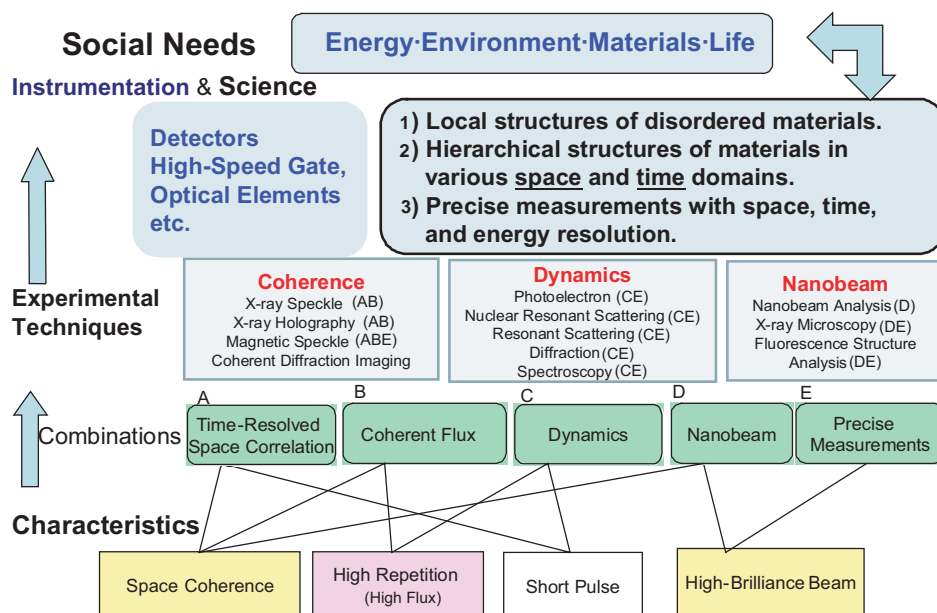 Social Needs
Energy·Environment·Materials·Life
Instrumentation & Science
Detectors
High-Speed Gate,
Optical Elements
etc.
1) Local structures of disordered materials.
2) Hierarchical structures of materials in
various space and time domains.
3) Precise measurements with space, time,
and energy resolution.
Experimental
Techniques
Coherence
X-ray Speckle (AB)
X-ray Holography (AB)
Magnetic Speckle (ABE)
Coherent Diffraction Imaging
Dynamics
Photoelectron (CE)
Nuclear Resonant Scattering (CE)
Resonant Scattering (CE)
Diffraction (CE)
Spectroscopy (CE)
Nanobeam
Nanobeam Analysis (D)
X-ray Microscopy (DE)
Fluorescence Structure
Analysis (DE)
Combinations
A
Time-Resolved
Space Correlation
B
Coherent Flux
C
Dynamics
D
Nanobeam
E
Precise
Measurements
Characteristics
Space Coherence
High Repetition
(High Flux)
Short Pulse
High-Brilliance Beam